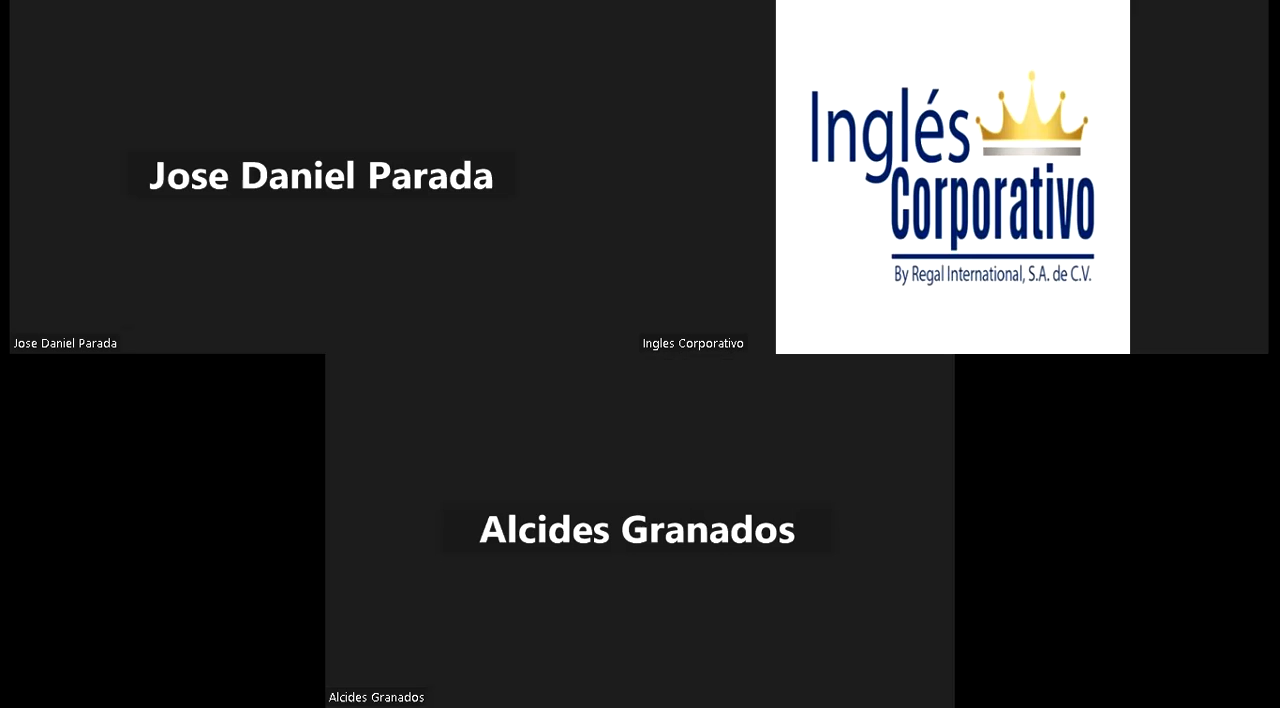 Jose Daniel Parada
Jose Daniel Parada
Inglés
Corporativo
By Regal International, S.A. de C.V.
Ingles Corporativo
Alcides Granados
Alcides Granados